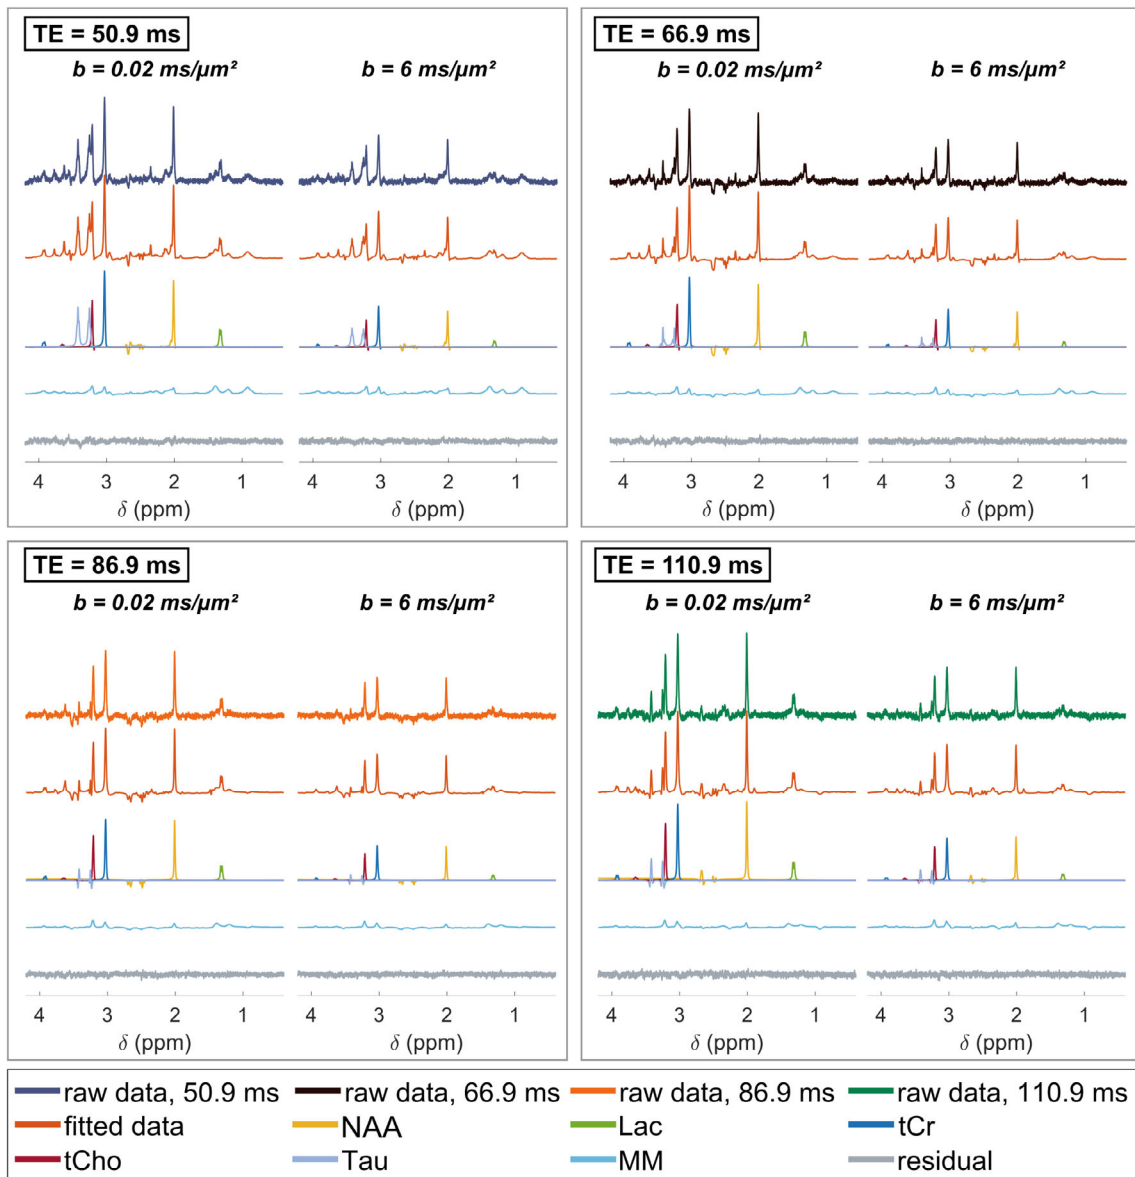 TE = 50.9 ms
b = 0.02 ms/µm²
b = 6 ms/µm²
4 3 2 1
4 3 2 1
δ (ppm)
δ (ppm)
TE = 66.9 ms
b = 0.02 ms/µm²
b = 6 ms/µm²
4 3 2 1
4 3 2 1
δ (ppm)
δ (ppm)
TE = 86.9 ms
b = 0.02 ms/µm²
b = 6 ms/µm²
4 3 2 1
4 3 2 1
δ (ppm)
δ (ppm)
TE = 110.9 ms
b = 0.02 ms/µm²
b = 6 ms/µm²
4 3 2 1
4 3 2 1
δ (ppm)
δ (ppm)
raw data, 50.9 ms raw data, 66.9 ms raw data, 86.9 ms raw data, 110.9 ms
fitted data NAA Lac tCr
tCho Tau MM residual